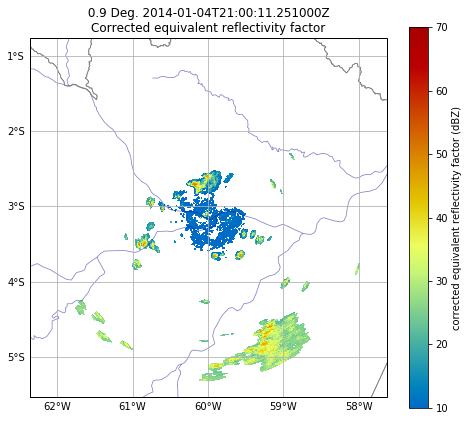 0.9 Deg. 2014-01-04T21:00:11.251000Z
Corrected equivalent reflectivity factor
1°S
2°S
3°S
4°S
5°S
62°W 61°W 60°W 59°W 58°W
70
60
50
40
30
20
10
corrected equivalent reflectivity factor (dBZ)